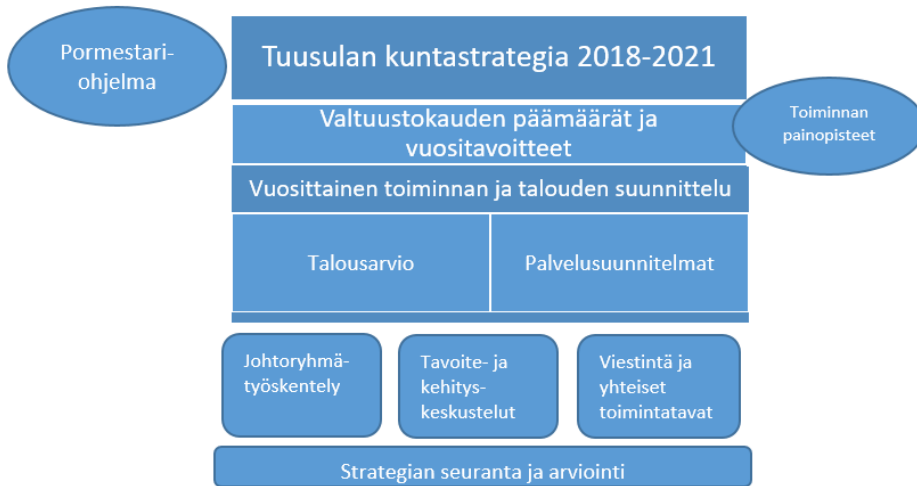 Pormestari-
ohjelma
Tuusulan kuntastrategia 2018-2021
Valtuustokauden päämäärät ja
vuositavoitteet
Toiminnan
painopisteet
Vuosittainen toiminnan ja talouden suunnittelu
Talousarvio
Palvelusuunnitelmat
Johtoryhmä-
työskentely
Tavoite- ja
kehitys-
keskustelut
Viestintä ja
yhteiset
toimintatavat
Strategian seuranta ja arviointi